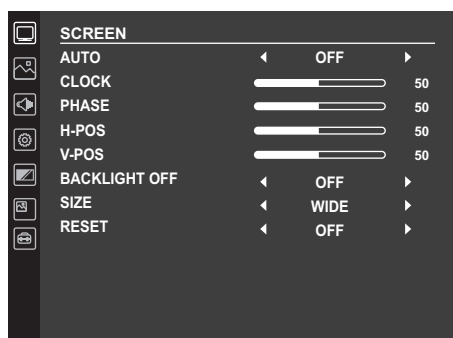 SCREEN
AUTO OFF
CLOCK 50
PHASE 50
H-POS 50
V-POS 50
BACKLIGHT OFF OFF
SIZE WIDE
RESET OFF